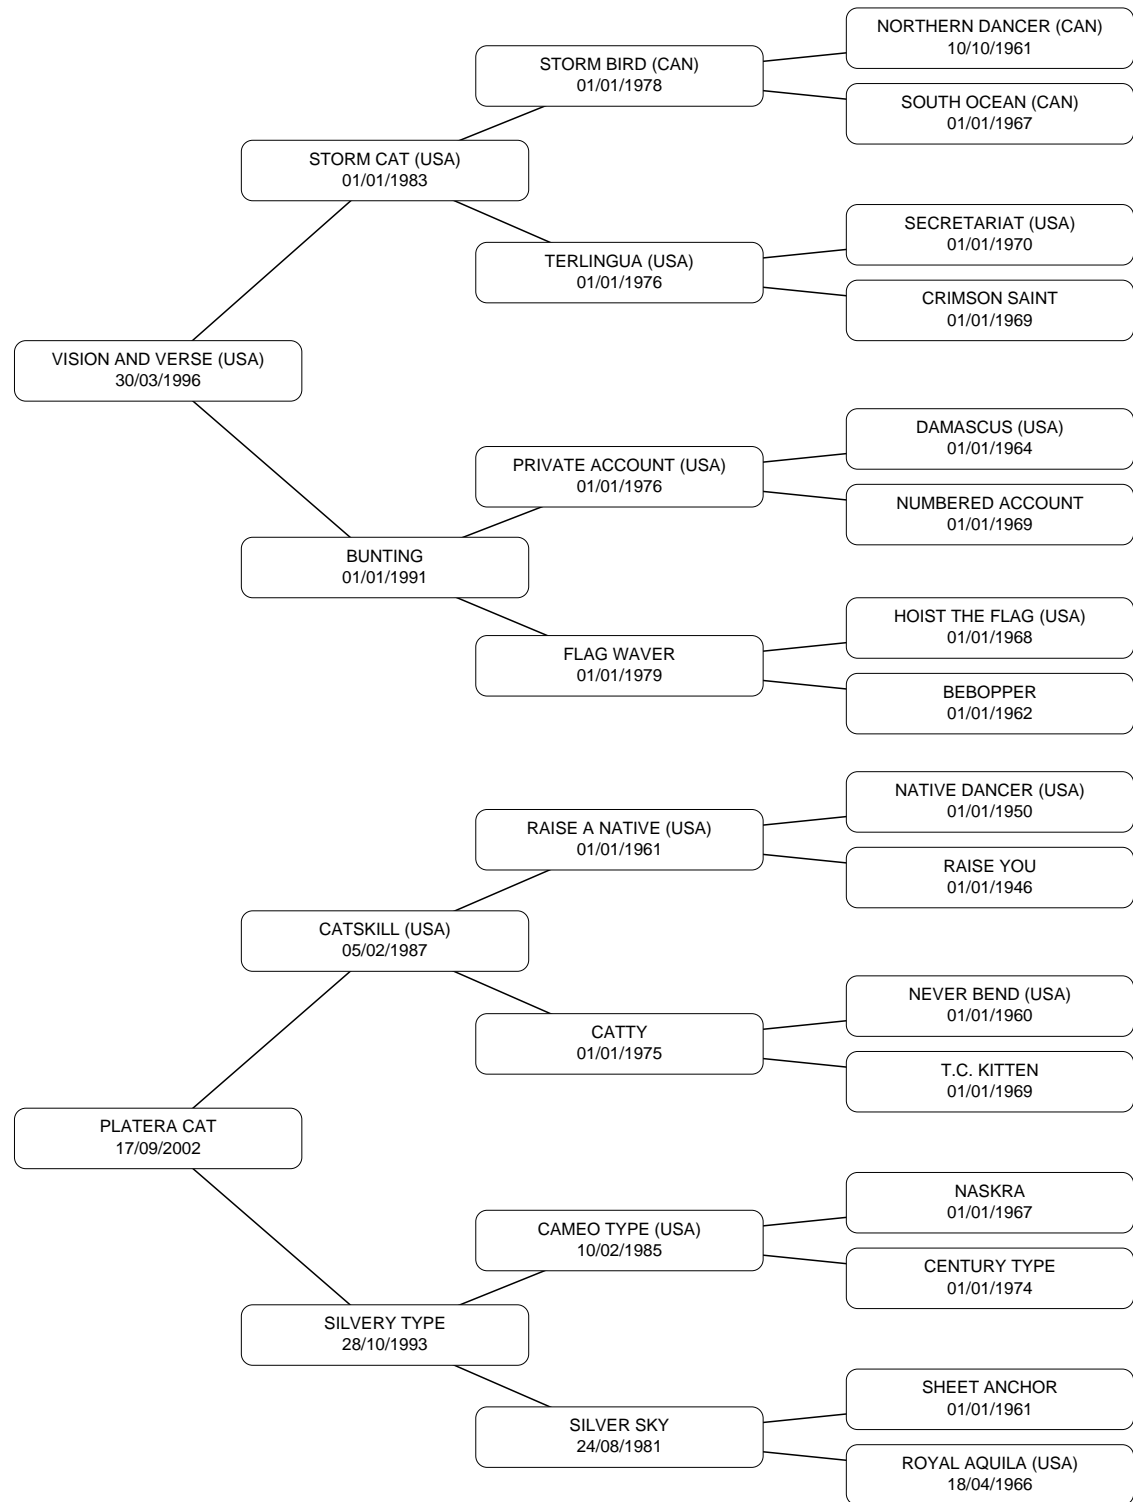 NORTHERN DANCER (CAN)
10/10/1961
STORM BIRD (CAN)
01/01/1978
SOUTH OCEAN (CAN)
01/01/1967
STORM CAT (USA)
01/01/1983
SECRETARIAT (USA)
01/01/1970
TERLINGUA (USA)
01/01/1976
CRIMSON SAINT
01/01/1969
VISION AND VERSE (USA)
30/03/1996
DAMASCUS (USA)
01/01/1964
PRIVATE ACCOUNT (USA)
01/01/1976
NUMBERED ACCOUNT
01/01/1969
BUNTING
01/01/1991
HOIST THE FLAG (USA)
01/01/1968
FLAG WAVER
01/01/1979
BEBOPPER
01/01/1962
NATIVE DANCER (USA)
01/01/1950
RAISE A NATIVE (USA)
01/01/1961
RAISE YOU
01/01/1946
CATSKILL (USA)
05/02/1987
NEVER BEND (USA)
01/01/1960
CATTY
01/01/1975
T.C. KITTEN
01/01/1969
PLATERA CAT
17/09/2002
NASKRA
01/01/1967
CAMEO TYPE (USA)
10/02/1985
CENTURY TYPE
01/01/1974
SILVERY TYPE
28/10/1993
SHEET ANCHOR
01/01/1961
SILVER SKY
24/08/1981
ROYAL AQUILA (USA)
18/04/1966